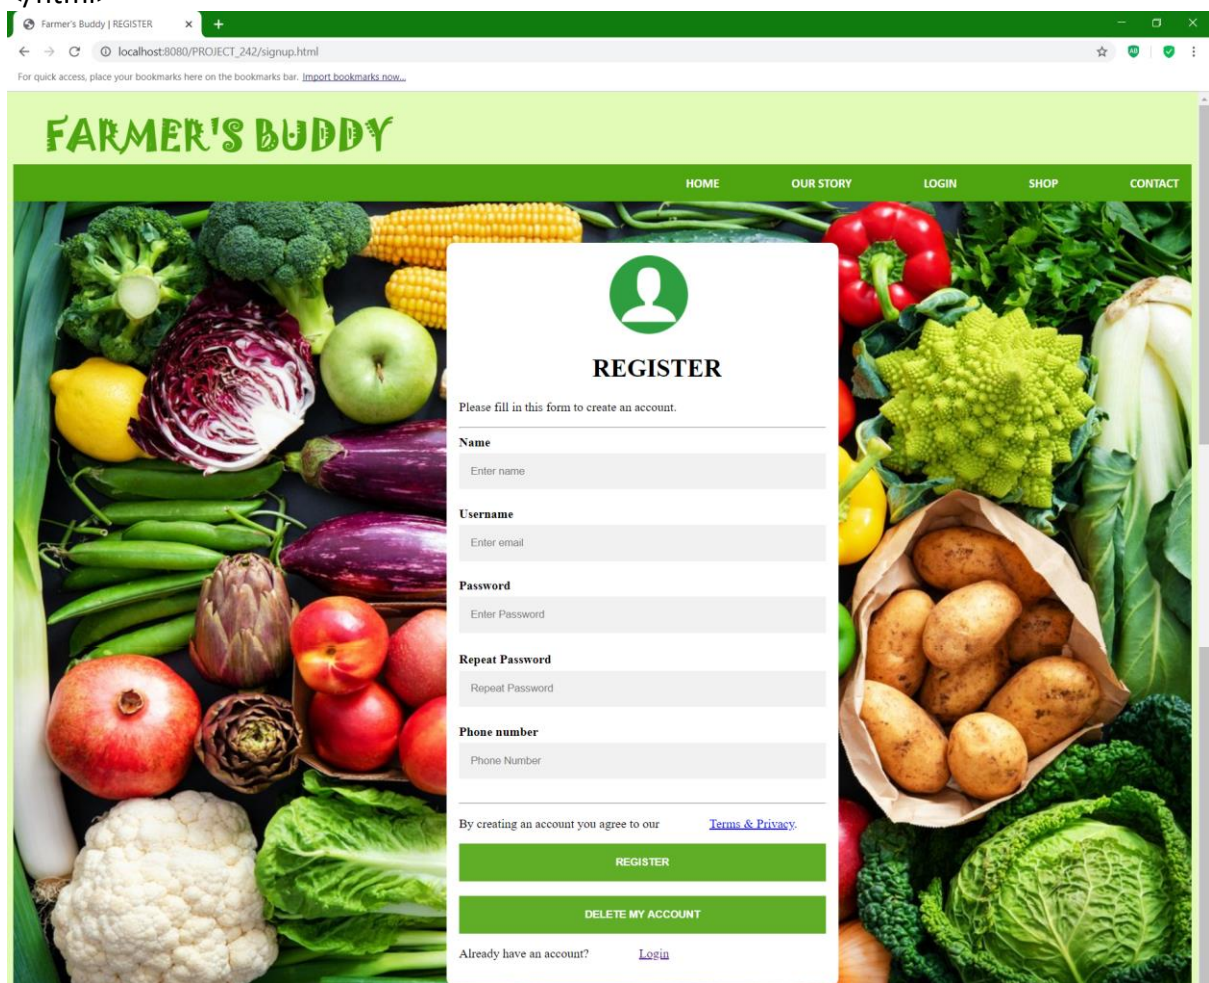 </html>
Farmer's Buddy | REGISTER
localhost:8080/PROJECT_242/signup.html
For quick access, place your bookmarks here on the bookmarks bar. Import bookmarks now...
FARMER'S BUDDY
HOME OUR STORY LOGIN SHOP CONTACT
REGISTER
Please fill in this form to create an account.
Name
Enter name
Username
Enter email
Password
Enter Password
Repeat Password
Repeat Password
Phone number
Phone Number
By creating an account you agree to our Terms & Privacy.
REGISTER
DELETE MY ACCOUNT
Already have an account? Login